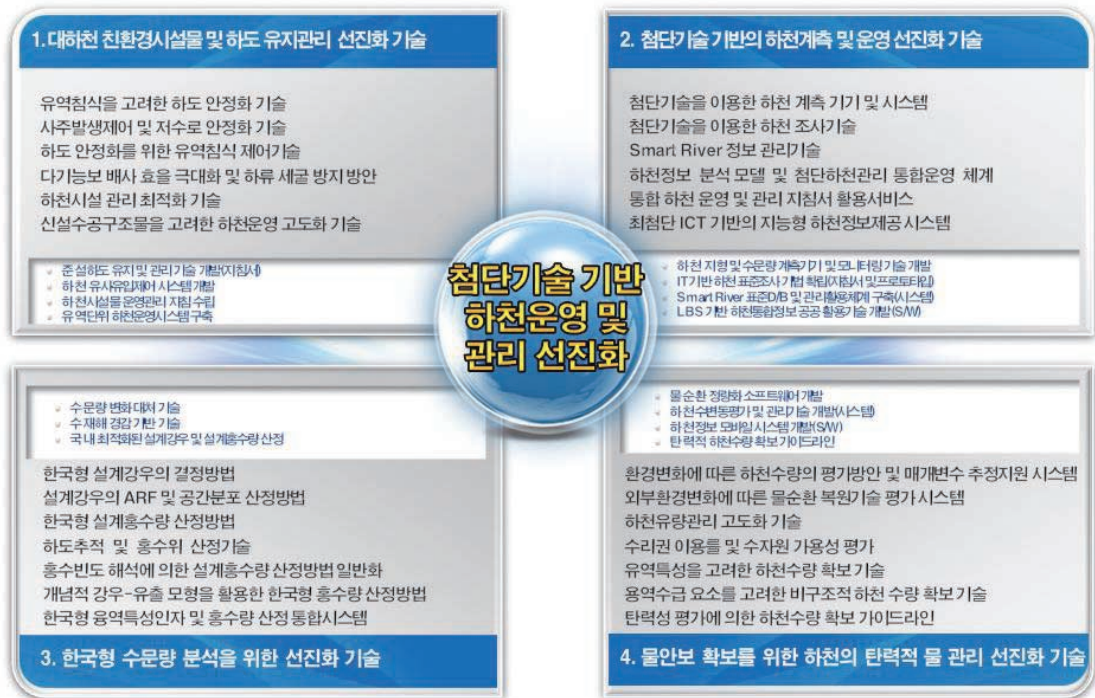 1. 대하천 친환경시설물 및 하도 유지관리 선진화 기술
유역침식을 고려한 하도 안정화 기술
사주발생제어 및 저수로 안정화 기술
하도 안정화를 위한 유역침식 제어기술
다기능보 배사 효율 극대화 및 하류 세굴 방지 방안
하천시설 관리 최적화 기술
신설수공구조물을 고려한 하천운영 고도화 기술
준설하도 유지 및 관리 기술 개발(지침서)
하천 유사유입제어 시스템 개발
하천시설물 운영관리 지침 수립
유역단위 하천운영시스템 구축
2. 첨단기술 기반의 하천계측 및 운영 선진화 기술
첨단기술을 이용한 하천 계측 기기 및 시스템
첨단기술을 이용한 하천 조사기술
Smart River 정보 관리기술
하천정보 분석 모델 및 첨단하천관리 통합운영 체계
통합 하천 운영 및 관리 지침서 활용서비스
최첨단 ICT 기반의 지능형 하천정보제공 시스템
하천 지형 및 수문량 계측기기 및 모니터링 기술 개발
IT기반 하천 표준조사 기법 확립(지침서 및 프로토타입)
Smart River 표준D/B 및 관리활용체계 구축(시스템)
LBS 기반 하천통합정보 공공 활용기술 개발(S/W)
첨단기술 기반
하천운영 및
관리 선진화
수문량 변화 대처 기술
수재해 경감 기반 기술
국내 최적화된 설계강우 및 설계홍수량 산정
한국형 설계강우의 결정방법
설계강우의 ARF 및 공간분포 산정방법
한국형 설계홍수량 산정방법
하도추적 및 홍수위 산정기술
홍수빈도 해석에 의한 설계홍수량 산정방법 일반화
개념적 강우-유출 모형을 활용한 한국형 홍수량 산정방법
한국형 용역특성인자 및 홍수량 산정 통합시스템
3. 한국형 수문량 분석을 위한 선진화 기술
물순환 정량화 소프트웨어 개발
하천수변동평가 및 관리기술 개발(시스템)
하천정보 모바일 시스템 개발(S/W)
탄력적 하천수량 확보 가이드라인
환경변화에 따른 하천수량의 평가방안 및 매개변수 추정지원 시스템
외부환경변화에 따른 물순환 복원기술 평가 시스템
하천유량관리 고도화 기술
수리권 이용률 및 수자원 가용성 평가
유역특성을 고려한 하천수량 확보 기술
용역수급 요소를 고려한 비구조적 하천 수량 확보 기술
탄력성 평가에 의한 하천수량 확보 가이드라인
4. 물안보 확보를 위한 하천의 탄력적 물 관리 선진화 기술